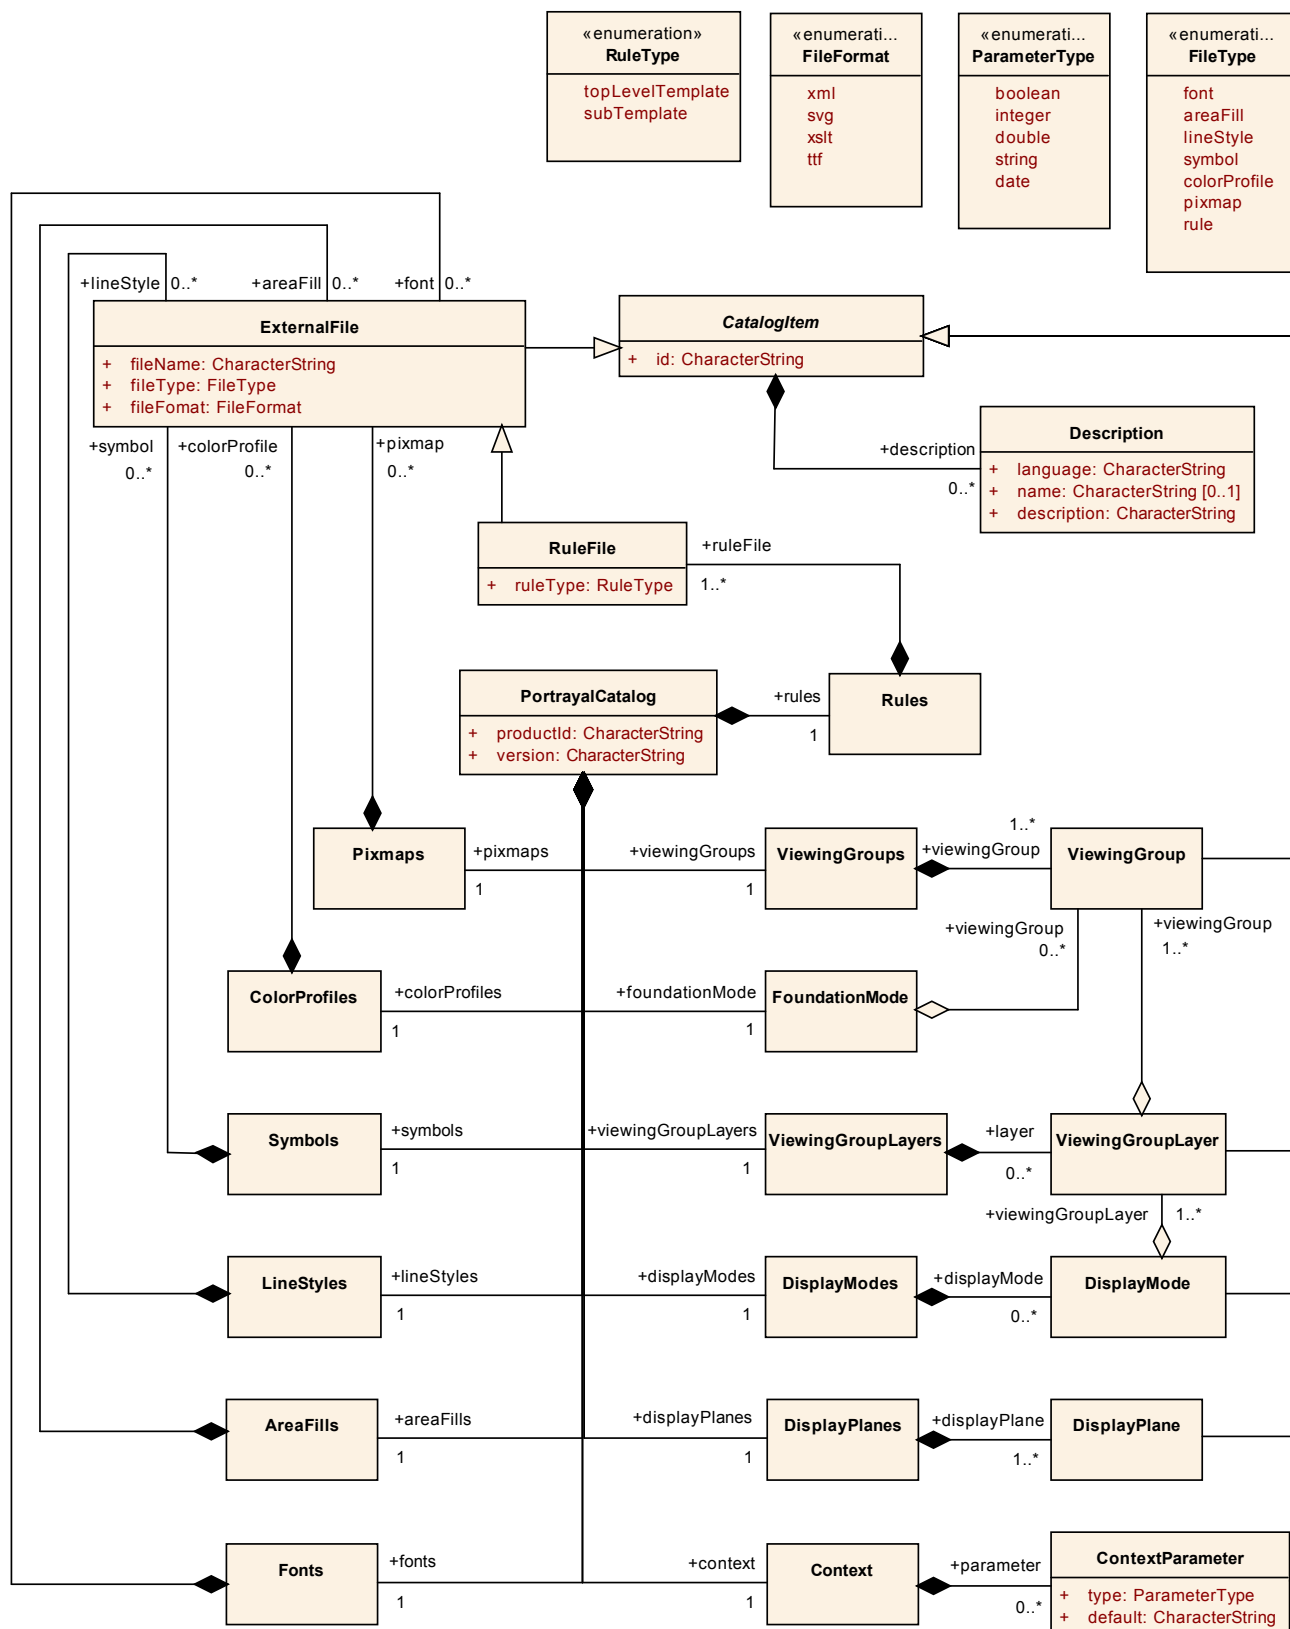 «enumeration»
RuleType
topLevelTemplate
subTemplate
«enumerati...
FileFormat
xml
svg
xslt
ttf
«enumerati...
ParameterType
boolean
integer
double
string
date
«enumerati...
FileType
font
areaFill
lineStyle
symbol
colorProfile
pixmap
rule
+lineStyle 0..*
+areaFill 0..*
+font 0..*
ExternalFile
+ fileName: CharacterString
+ fileType: FileType
+ fileFomat: FileFormat
CatalogItem
+ id: CharacterString
+symbol
0..*
+colorProfile
0..*
+pixmap
0..*
+description
0..*
Description
+ language: CharacterString
+ name: CharacterString [0..1]
+ description: CharacterString
RuleFile
+ ruleType: RuleType
+ruleFile
1..*
PortrayalCatalog
+ productId: CharacterString
+ version: CharacterString
+rules
1
Rules
Pixmaps
+pixmaps
1
+viewingGroups
1
ViewingGroups
1..*
+viewingGroup
ViewingGroup
+viewingGroup
0..*
+viewingGroup
1..*
ColorProfiles
+colorProfiles
1
+foundationMode
1
FoundationMode
Symbols
+symbols
1
+viewingGroupLayers
1
ViewingGroupLayers
+layer
0..*
ViewingGroupLayer
+viewingGroupLayer 1..*
LineStyles
+lineStyles
1
+displayModes
1
DisplayModes
+displayMode
0..*
DisplayMode
AreaFills
+areaFills
1
+displayPlanes
1
DisplayPlanes
+displayPlane
1..*
DisplayPlane
Fonts
+fonts
1
+context
1
Context
+parameter
0..*
ContextParameter
+ type: ParameterType
+ default: CharacterString